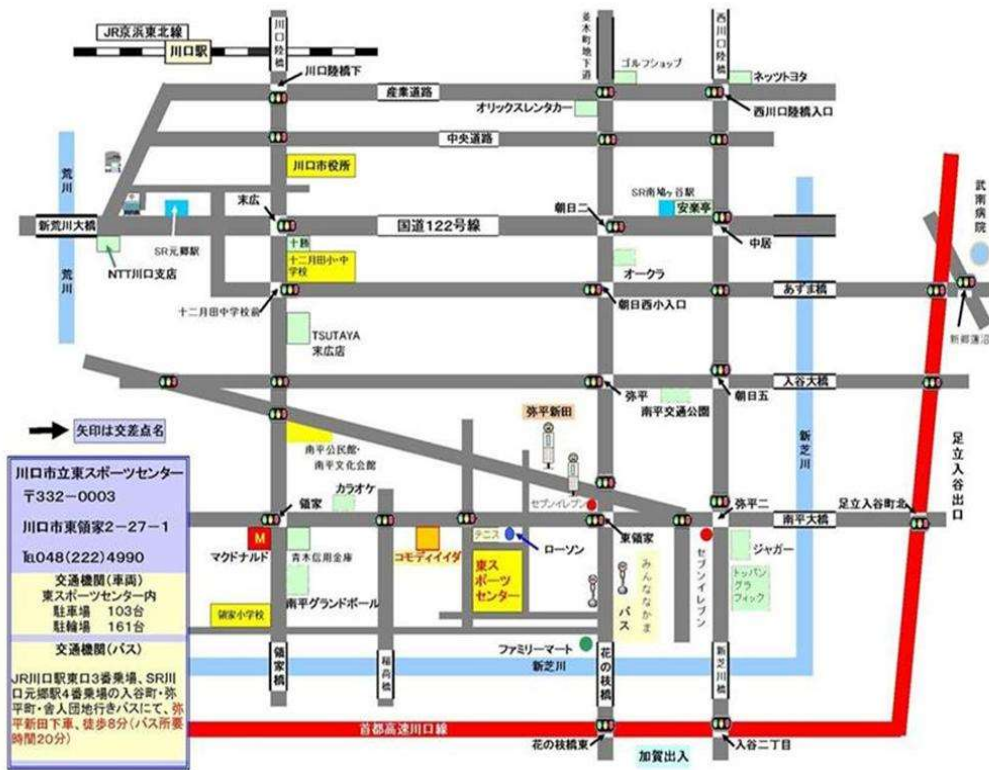 JR京浜東北線
川口駅
川口陸橋
並木町地下道
西川口陸橋
川口陸橋下
ゴルフショップ
ネッツトヨタ
産業道路
オリックスレンタカー
西川口陸橋入口
中央道路
川口市役所
荒川
SR南鳩ヶ谷駅
安楽亭
武南病院
末広
朝日二
新荒川大橋
国道122号線
中居
SR元郷駅
十勝
NTT川口支店
十二月田小・中
学校
オークラ
荒川
あずま橋
十二月田中学校前
朝日西小入口
新郷蓮沼
TSUTAYA
末広店
入谷大橋
弥平
朝日五
南平交通公園
弥平新田
新芝川
矢印は交差点名
南平公民館・
南平文化会館
足立入谷出口
川口市立東スポーツセンター
〒332-0003
川口市東領家2-27-1
℡048(222)4990
交通機関(車両)
東スポーツセンター内
駐車場 103台
駐輪場 161台
交通機関(バス)
JR川口駅東口3番乗場、SR川
口元郷駅4番乗場の入谷町・弥
平町・舎人団地行きバスにて、弥
平新田下車、徒歩8分(バス所要
時間20分)
カラオケ
セブンイレブン
領家
弥平二
足立入谷町北
南平大橋
M
マクドナルド
青木信用金庫
コモディイイダ
テニス
ローソン
東領家
セブンイレブン
ジャガー
東ス
ポーツ
センター
みんななかま
バス
トッパン
グラ
フィック
南平グランドボール
領家小学校
ファミリーマート
新芝川
領家橋
稲荷橋
花の枝橋
新芝川橋
首都高速川口線
花の枝橋東
加賀出入
入谷二丁目